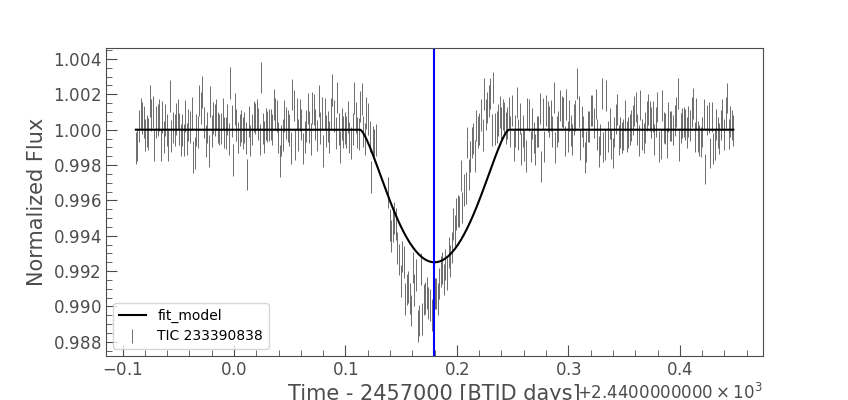 1.004
1.002
1.000
0.998
0.996
0.994
0.992
0.990
0.988
Normalized Flux
fit_model
TIC 233390838
−0.1 0.0 0.1 0.2 0.3 0.4
Time - 2457000 [BTJD days]
+2.4400000000 × 10³